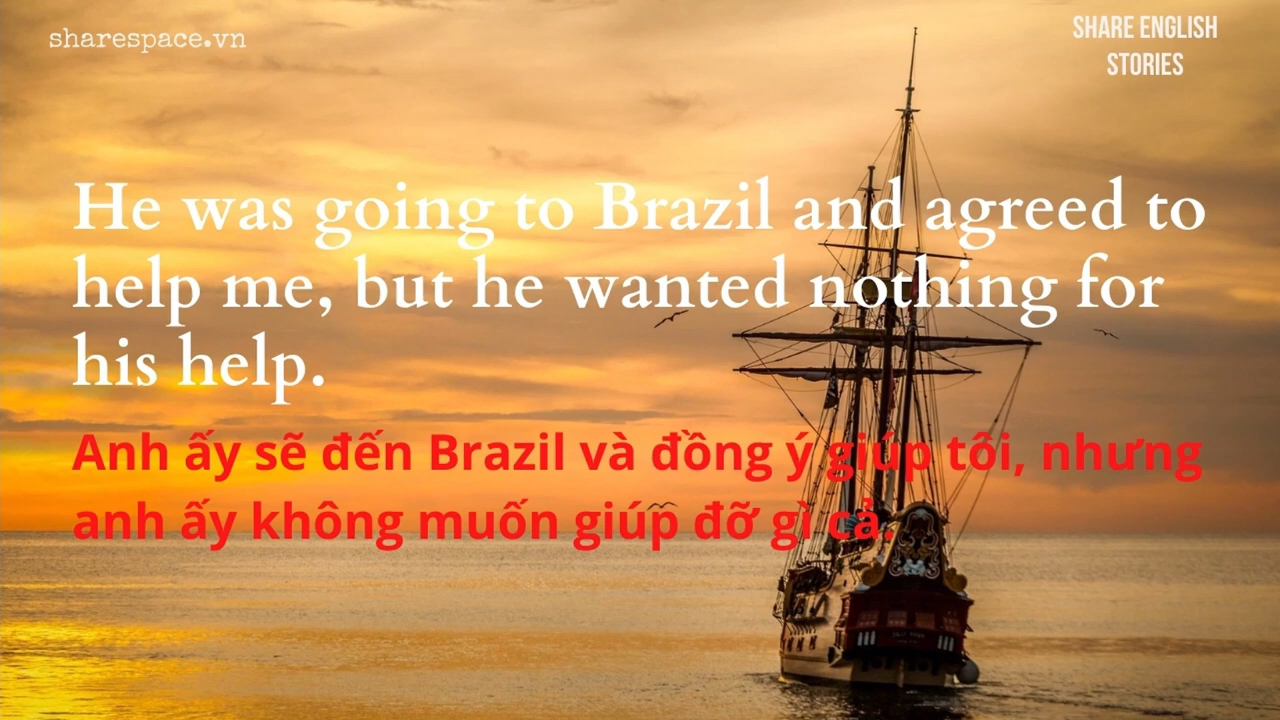 sharespace.vn
SHARE ENGLISH
STORIES
He was going to Brazil and agreed to
help me, but he wanted nothing for
his help.
Anh ấy sẽ đến Brazil và đồng ý giúp tôi, nhưng
anh ấy không muốn giúp đỡ gì cả.